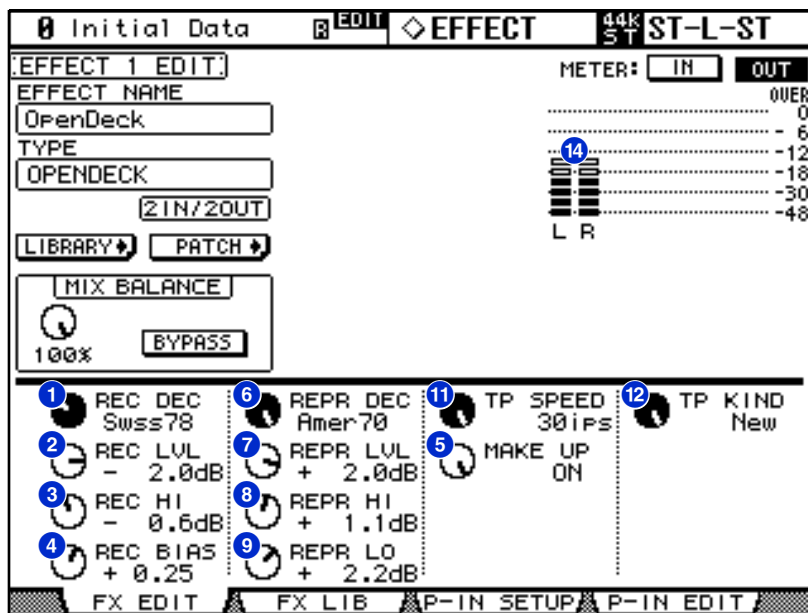 0 Initial Data R EDIT ◇EFFECT 44K ST ST-L-ST
EFFECT 1 EDIT METER: IN OUT
EFFECT NAME OVER
OpenDeck 0
- 6
TYPE 14 -12
OPENDECK -18
-30
2IN/2OUT -48
L R
LIBRARY PATCH
MIX BALANCE
100% BYPASS
1 REC DEC 6 REPR DEC 11 TP SPEED 12 TP KIND
Swss78 Amer70 30ips New
2 REC LVL 7 REPR LVL 5 MAKE UP
- 2.0dB + 2.0dB ON
3 REC HI 8 REPR HI
- 0.6dB + 1.1dB
4 REC BIAS 9 REPR LO
+ 0.25 + 2.2dB
FX EDIT FX LIB P-IN SETUP P-IN EDIT